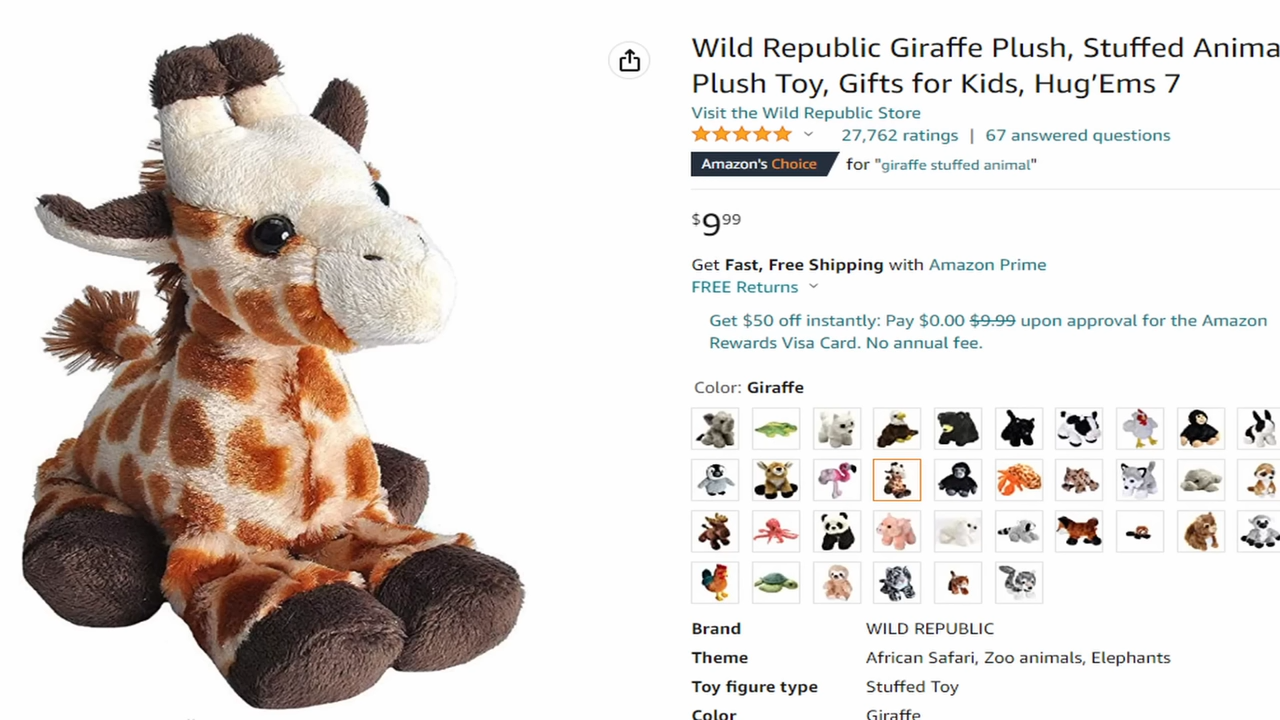 Wild Republic Giraffe Plush, Stuffed Anima
Plush Toy, Gifts for Kids, Hug’Ems 7
Visit the Wild Republic Store
27,762 ratings | 67 answered questions
Amazon's Choice for "giraffe stuffed animal"
$999
Get Fast, Free Shipping with Amazon Prime
FREE Returns
Get $50 off instantly: Pay $0.00 $9.99 upon approval for the Amazon
Rewards Visa Card. No annual fee.
Color: Giraffe
Brand WILD REPUBLIC
Theme African Safari, Zoo animals, Elephants
Toy figure type Stuffed Toy
Color Giraffe